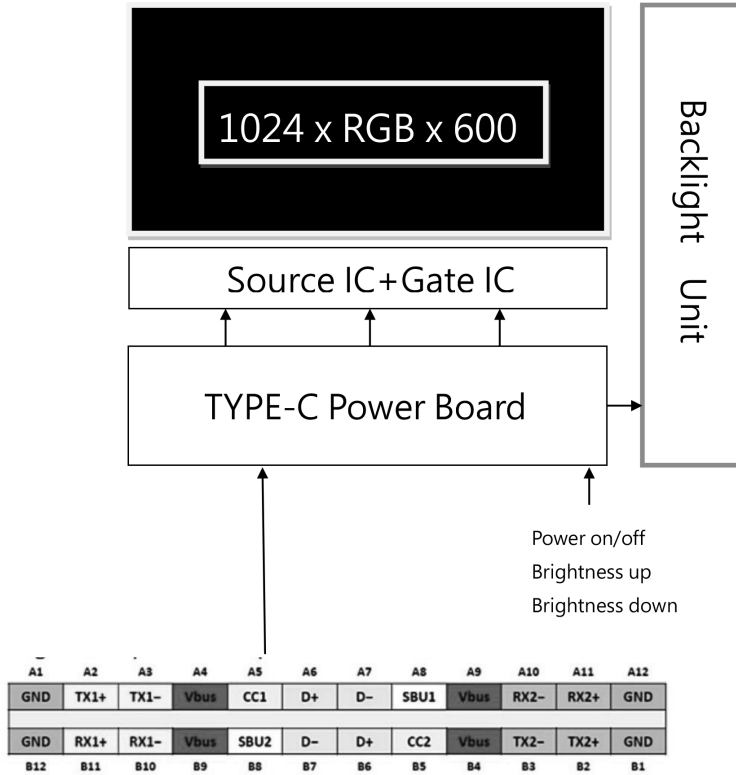 1024 x RGB x 600
Backlight Unit
Source IC+Gate IC
TYPE-C Power Board
Power on/off
Brightness up
Brightness down
A1 A2 A3 A4 A5 A6 A7 A8 A9 A10 A11 A12
GND TX1+ TX1− Vbus CC1 D+ D− SBU1 Vbus RX2− RX2+ GND
GND RX1+ RX1− Vbus SBU2 D− D+ CC2 Vbus TX2− TX2+ GND
B12 B11 B10 B9 B8 B7 B6 B5 B4 B3 B2 B1